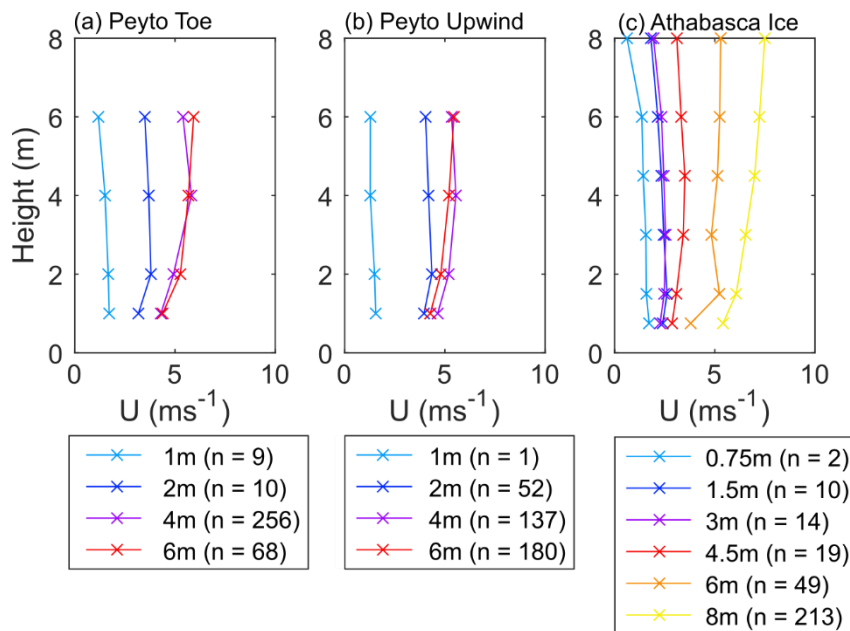 (a) Peyto Toe
(b) Peyto Upwind
(c) Athabasca Ice
Height (m)
8
6
4
2
0
0 5 10
U (ms-1)
8
6
4
2
0
0 5 10
U (ms-1)
8
6
4
2
0
0 5 10
U (ms-1)
1m (n = 9)
2m (n = 10)
4m (n = 256)
6m (n = 68)
1m (n = 1)
2m (n = 52)
4m (n = 137)
6m (n = 180)
0.75m (n = 2)
1.5m (n = 10)
3m (n = 14)
4.5m (n = 19)
6m (n = 49)
8m (n = 213)